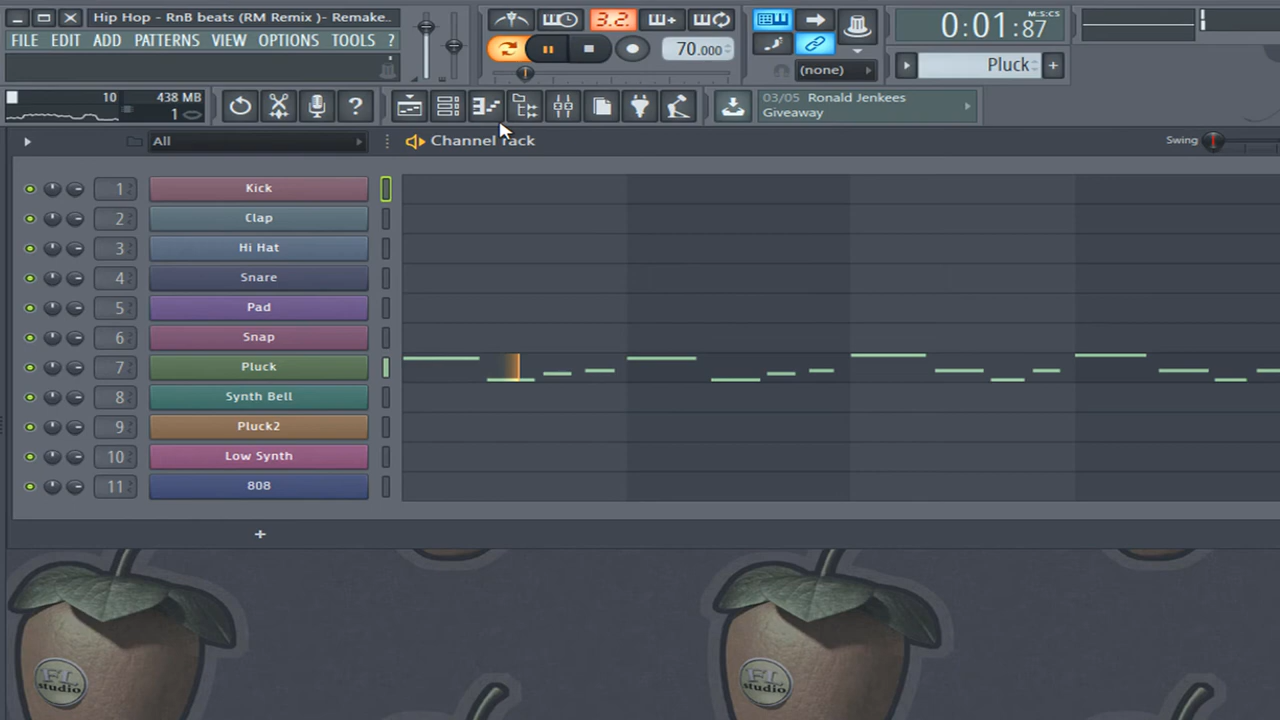 Hip Hop - RnB beats (RM Remix )- Remake...
FILE EDIT ADD PATTERNS VIEW OPTIONS TOOLS ?
3.2.
70.000
(none)
M:S:CS
0:01:87
Pluck
10
438 MB
1
?
03/05 Ronald Jenkees
Giveaway
All
Channel rack
Swing
1 Kick
2 Clap
3 Hi Hat
4 Snare
5 Pad
6 Snap
7 Pluck
8 Synth Bell
9 Pluck2
10 Low Synth
11 808
+
FL
studio
FL
studio